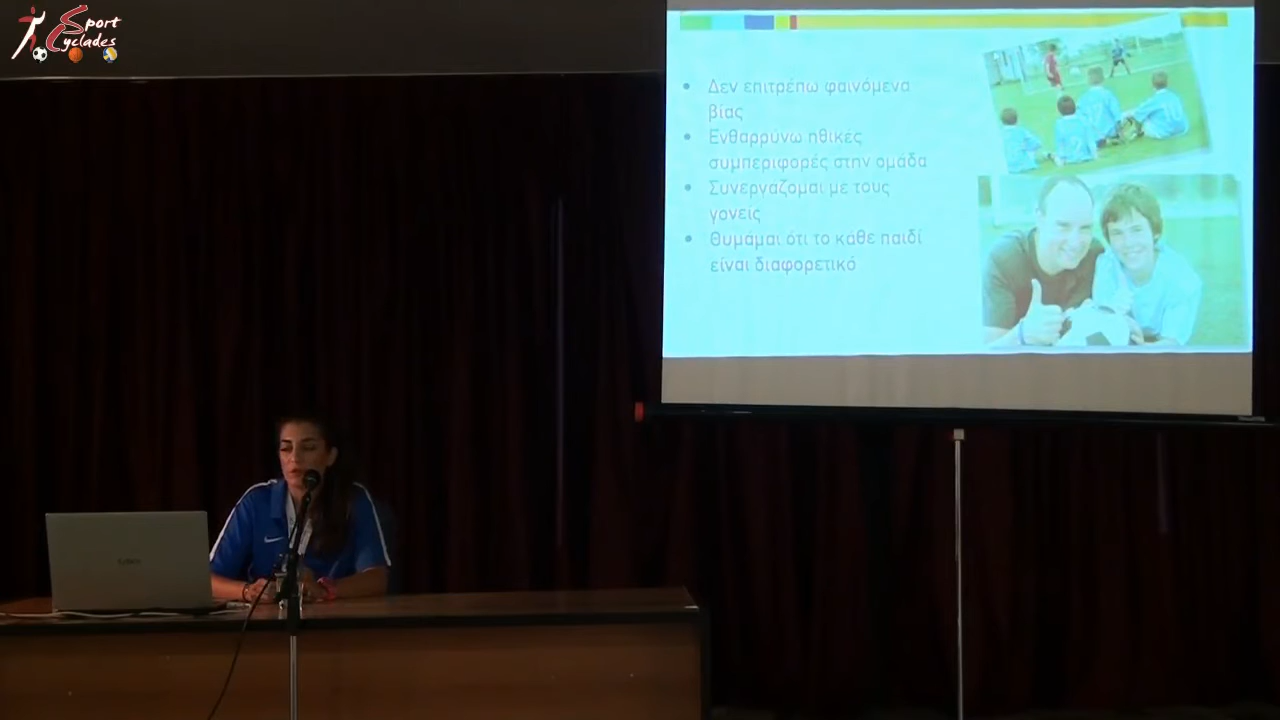 Sport
Cyclades
• Δεν επιτρέπω φαινόμενα
βίας
• Ενθαρρύνω ηθικές
συμπεριφορές στην ομάδα
• Συνεργάζομαι με τους
γονείς
• Θυμάμαι ότι το κάθε παιδί
είναι διαφορετικό